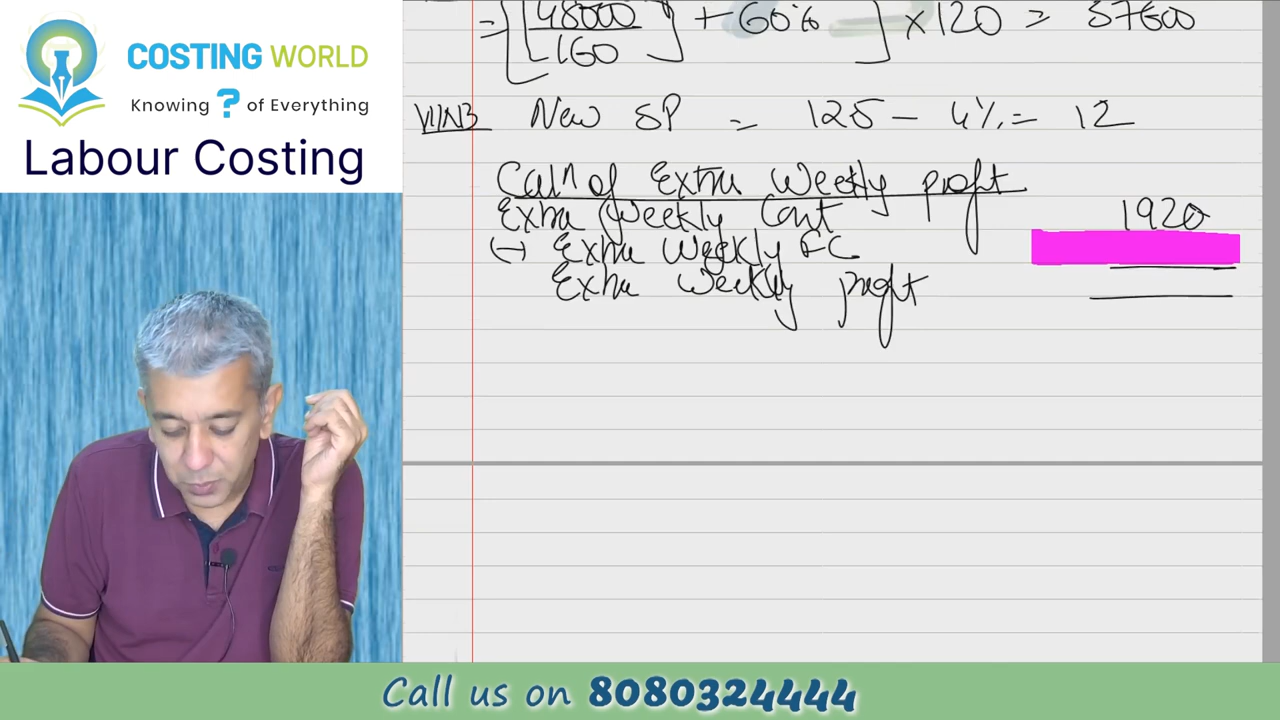 COSTING WORLD
Knowing ? of Everything
Labour Costing
= [[48000/160] + 60%] × 120 = 57600
WN3 New SP = 125 - 4% = 12
Calⁿ of Extra Weekly profit
Extra Weekly Cont 1920
(-) Extra Weekly FC
Extra Weekly profit
Call us on 8080324444